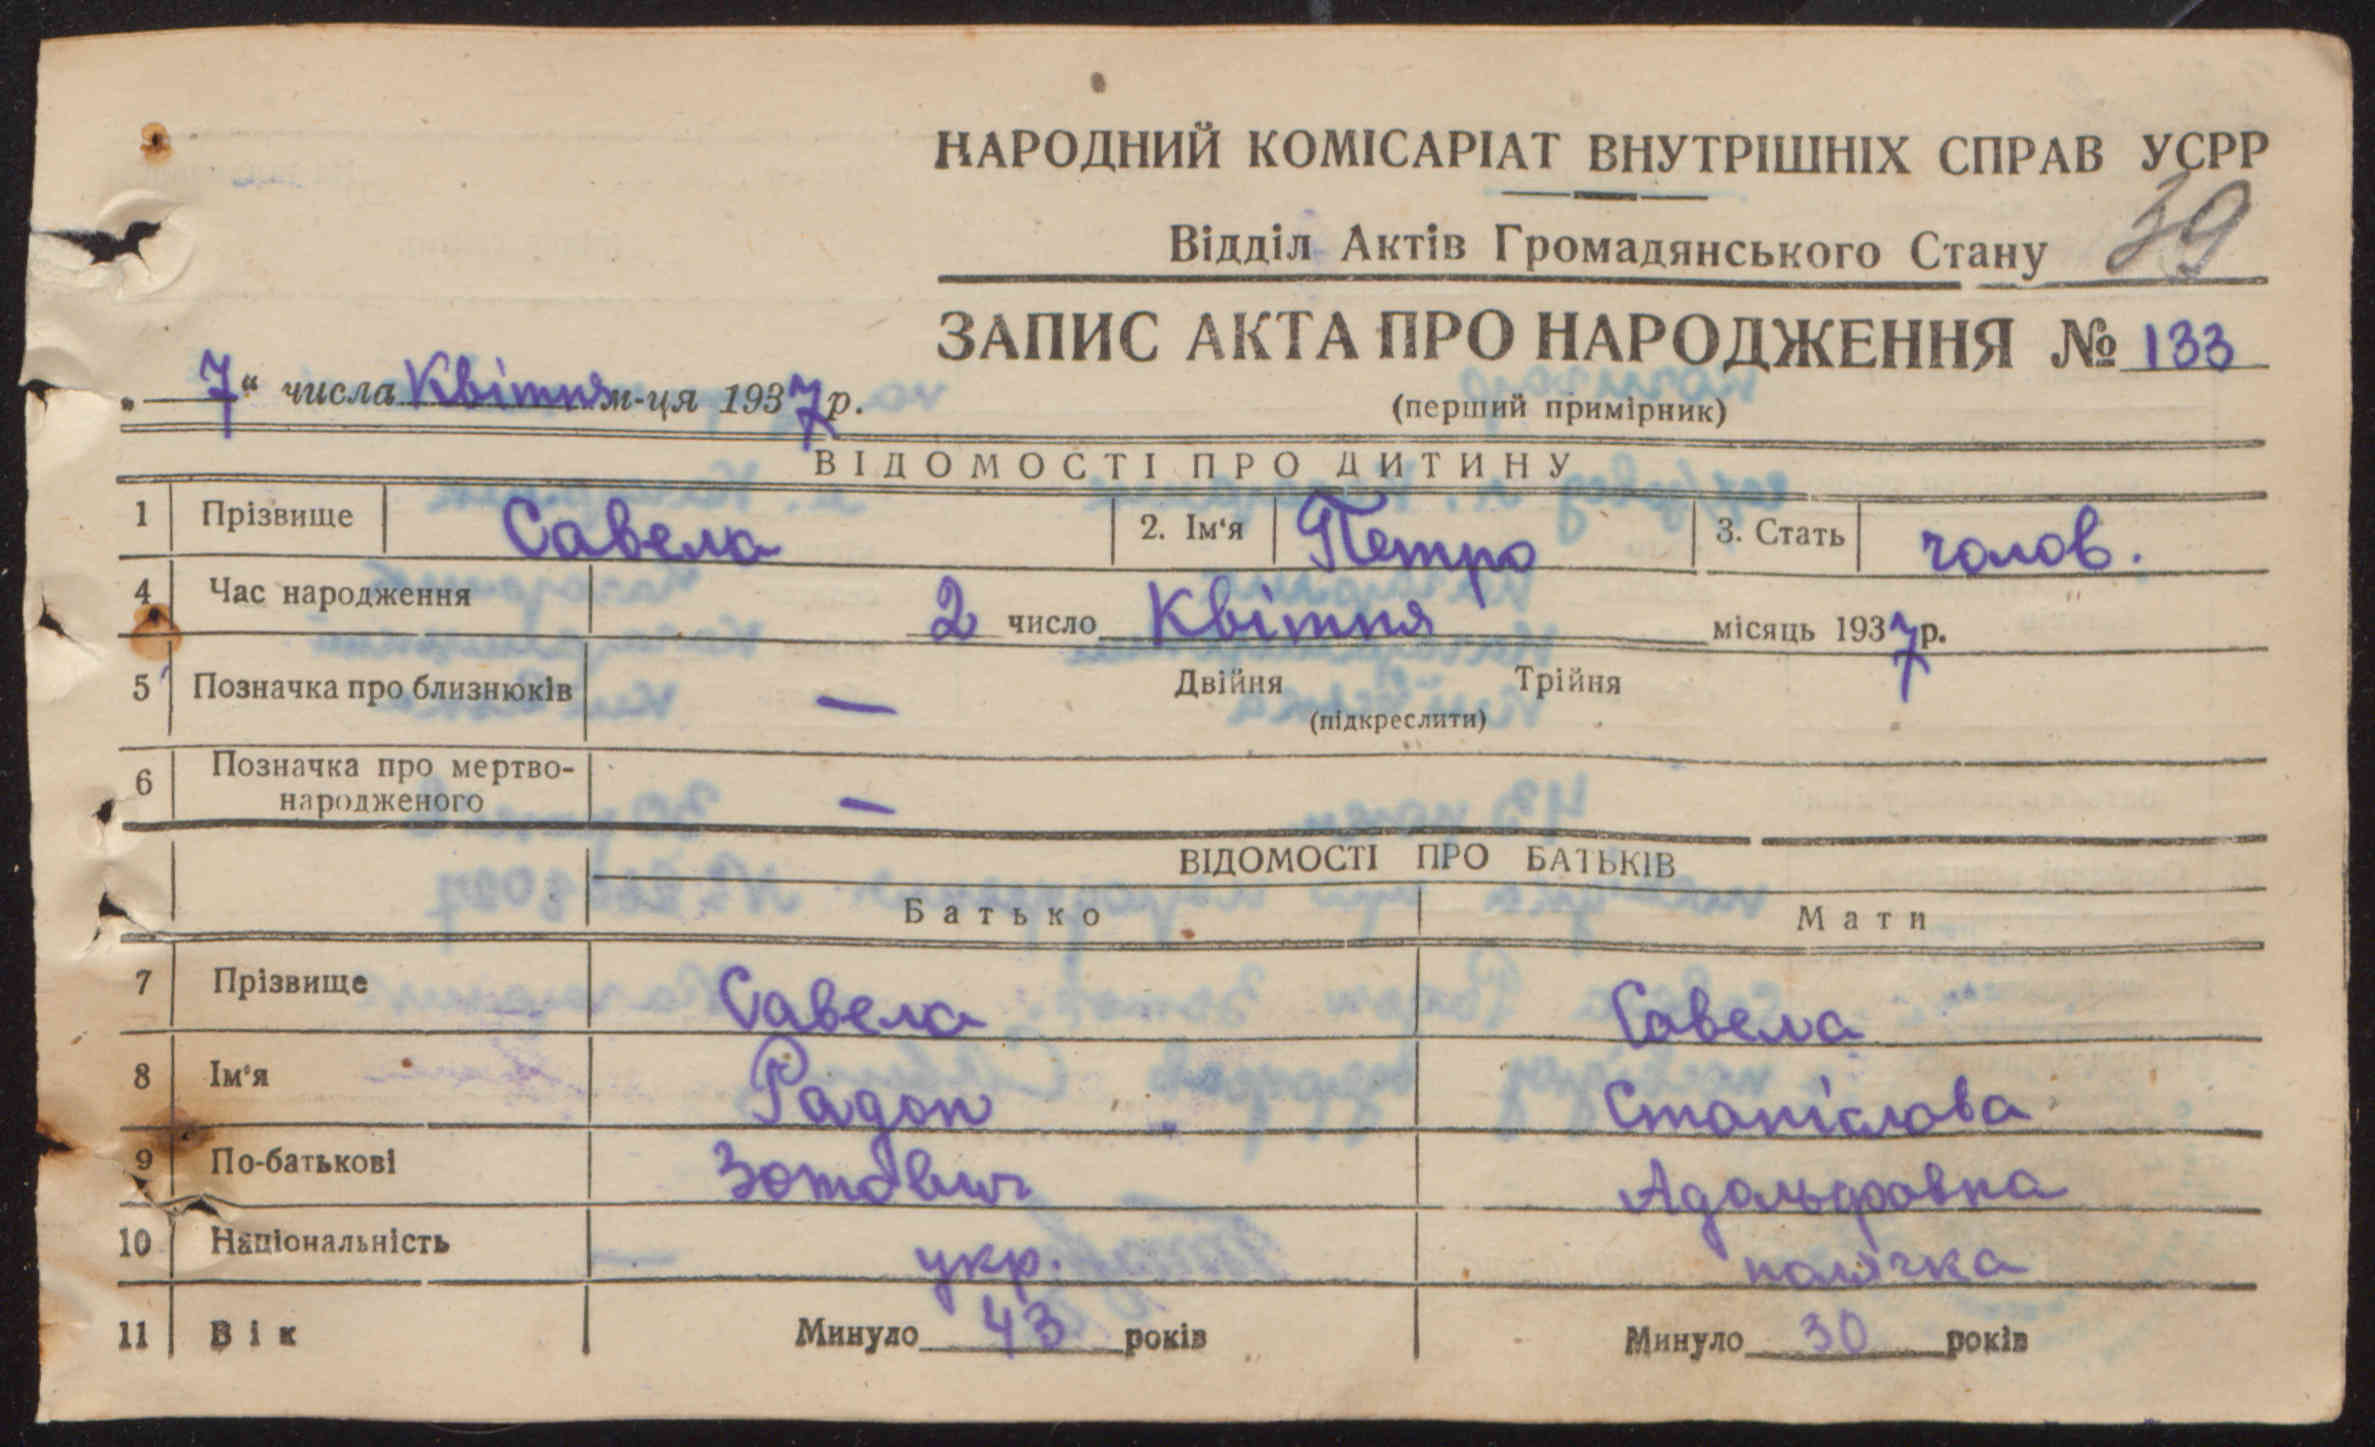 НАРОДНИЙ КОМІСАРІАТ ВНУТРІШНІХ СПРАВ УСРР
Відділ Актів Громадянського Стану 39
ЗАПИС АКТА ПРО НАРОДЖЕННЯ № 133
„ 7 “ числа Квітня м-ця 1937 р.
(перший примірник)
ВІДОМОСТІ ПРО ДИТИНУ
1 Прізвище Савела 2. Ім'я Петро 3. Стать чолов.
4 Час народження 2 число Квітня місяць 1937 р.
5 Позначка про близнюків — Двійня Трійня
(підкреслити)
6 Позначка про мертво-
народженого —
ВІДОМОСТІ ПРО БАТЬКІВ
Батько Мати
7 Прізвище Савела Савела
8 Ім'я Радон Станіслава
9 По-батькові Зотович Адольфовна
10 Національність укр. полячка
11 Вік Минуло 43 років Минуло 30 років